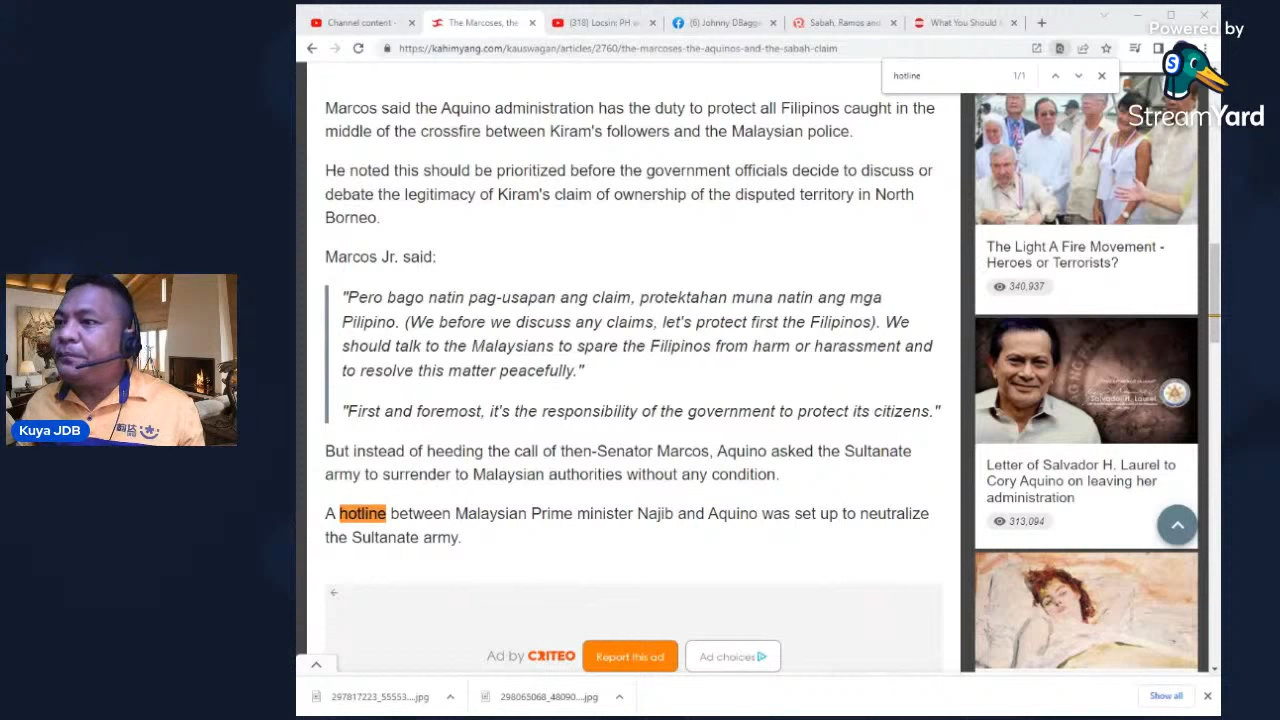 Channel content -
The Marcoses, the
(318) Locsin: PH w
(6) Johnny DBagg
Sabah, Ramos and
What You Should
https://kahimyang.com/kauswagan/articles/2760/the-marcoses-the-aquinos-and-the-sabah-claim
Powered by
StreamYard
hotline
1/1
Marcos said the Aquino administration has the duty to protect all Filipinos caught in the
middle of the crossfire between Kiram's followers and the Malaysian police.
He noted this should be prioritized before the government officials decide to discuss or
debate the legitimacy of Kiram's claim of ownership of the disputed territory in North
Borneo.
Marcos Jr. said:
"Pero bago natin pag-usapan ang claim, protektahan muna natin ang mga
Pilipino. (We before we discuss any claims, let's protect first the Filipinos). We
should talk to the Malaysians to spare the Filipinos from harm or harassment and
to resolve this matter peacefully."
"First and foremost, it's the responsibility of the government to protect its citizens."
But instead of heeding the call of then-Senator Marcos, Aquino asked the Sultanate
army to surrender to Malaysian authorities without any condition.
A hotline between Malaysian Prime minister Najib and Aquino was set up to neutralize
the Sultanate army.
Ad by CRITEO
Report this ad
Ad choices
The Light A Fire Movement -
Heroes or Terrorists?
340,937
Salvador H. Laurel
Letter of Salvador H. Laurel to
Cory Aquino on leaving her
administration
313,094
Kuya JDB
297817223_55553....jpg
298065068_48090....jpg
Show all